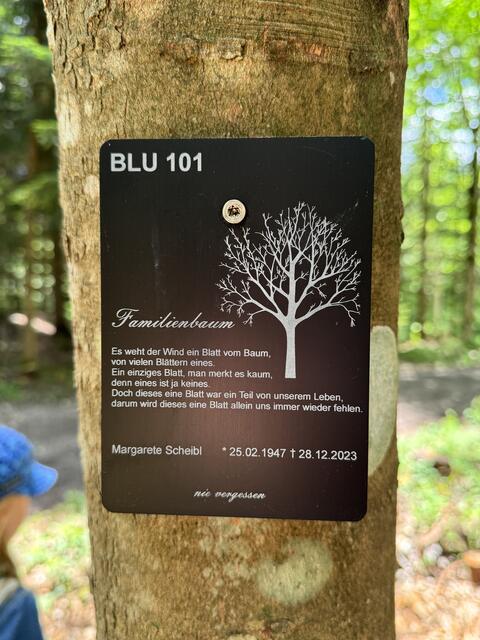 BLU 101
Familienbaum
Es weht der Wind ein Blatt vom Baum,
von vielen Blättern eines.
Ein einziges Blatt, man merkt es kaum,
denn eines ist ja keines.
Doch dieses eine Blatt war ein Teil von unserem Leben,
darum wird dieses eine Blatt allein uns immer wieder fehlen.
Margarete Scheibl * 25.02.1947 † 28.12.2023
nie vergessen